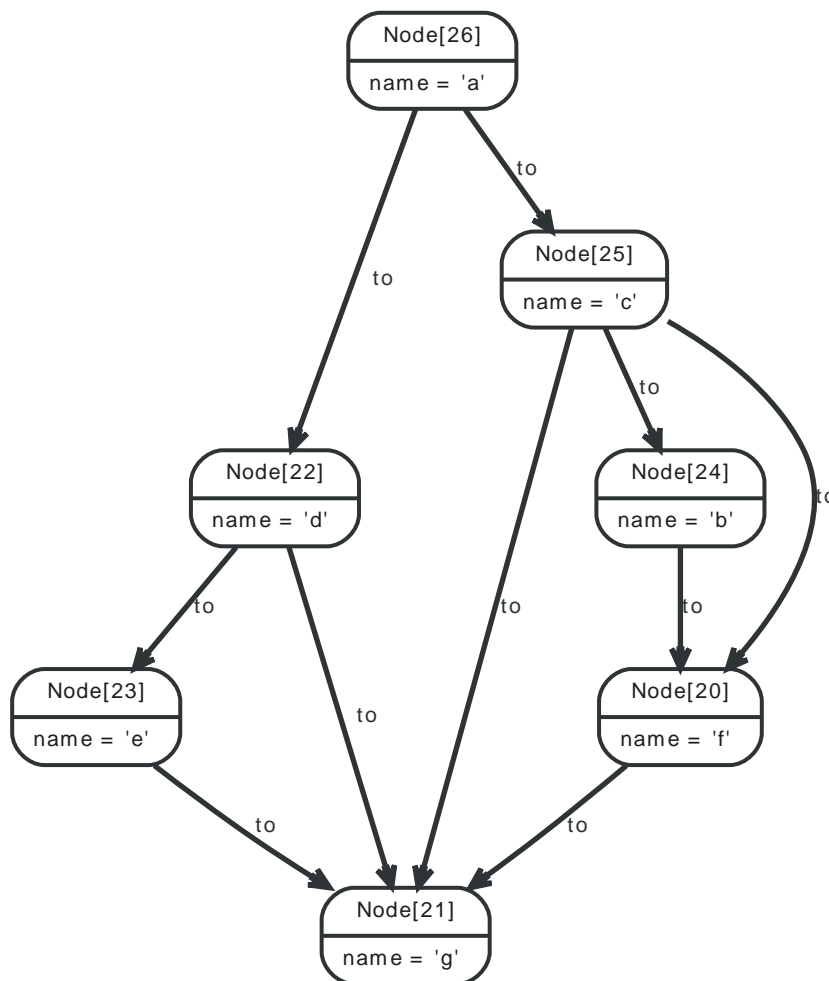 Node[26]
name = 'a'
to
to
Node[25]
name = 'c'
to
Node[22]
name = 'd'
Node[24]
name = 'b'
to
to
to
to
Node[23]
name = 'e'
to
Node[20]
name = 'f'
to
to
Node[21]
name = 'g'